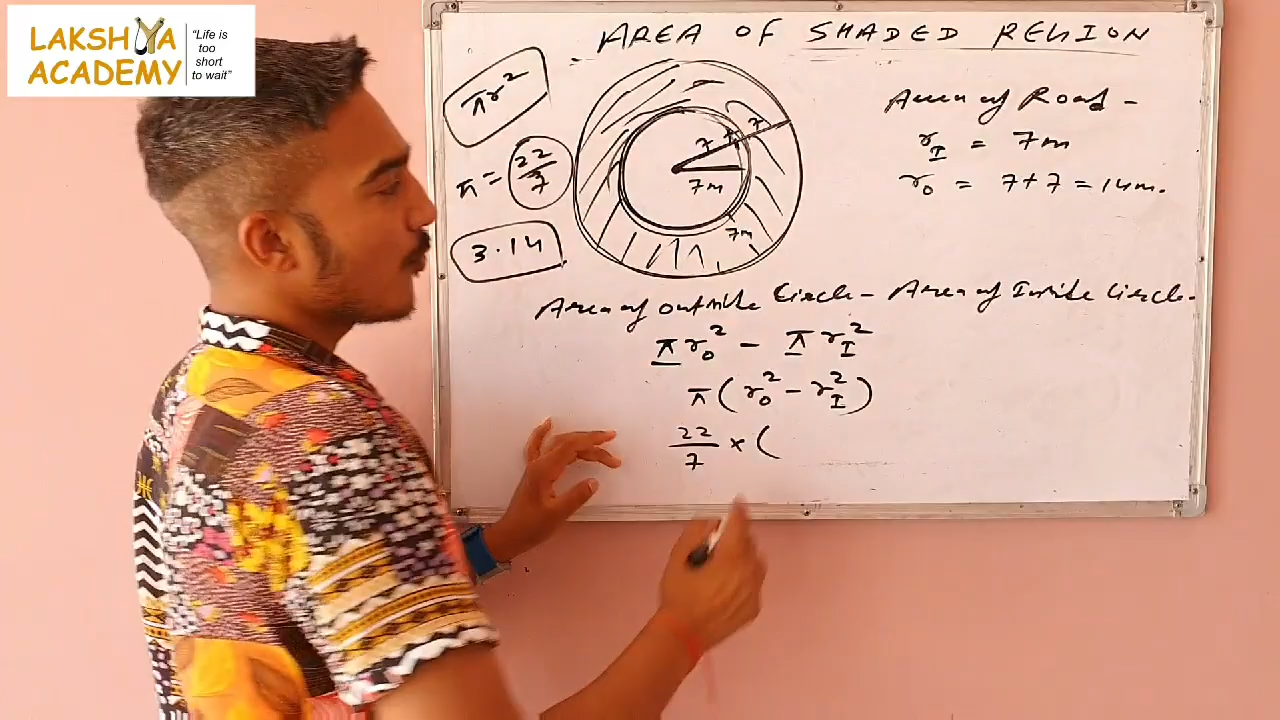 LAKSHYA
ACADEMY
“Life is
too
short
to wait”
AREA OF SHADED REGION
πr²
π = 22/7
3.14
7 7
7m
7m
Area of Road -
r_I = 7m
r_o = 7+7 = 14m.
Area of outside Circle - Area of Inside Circle.
πr_o² - πr_I²
π(r_o² - r_I²)
22/7 × (